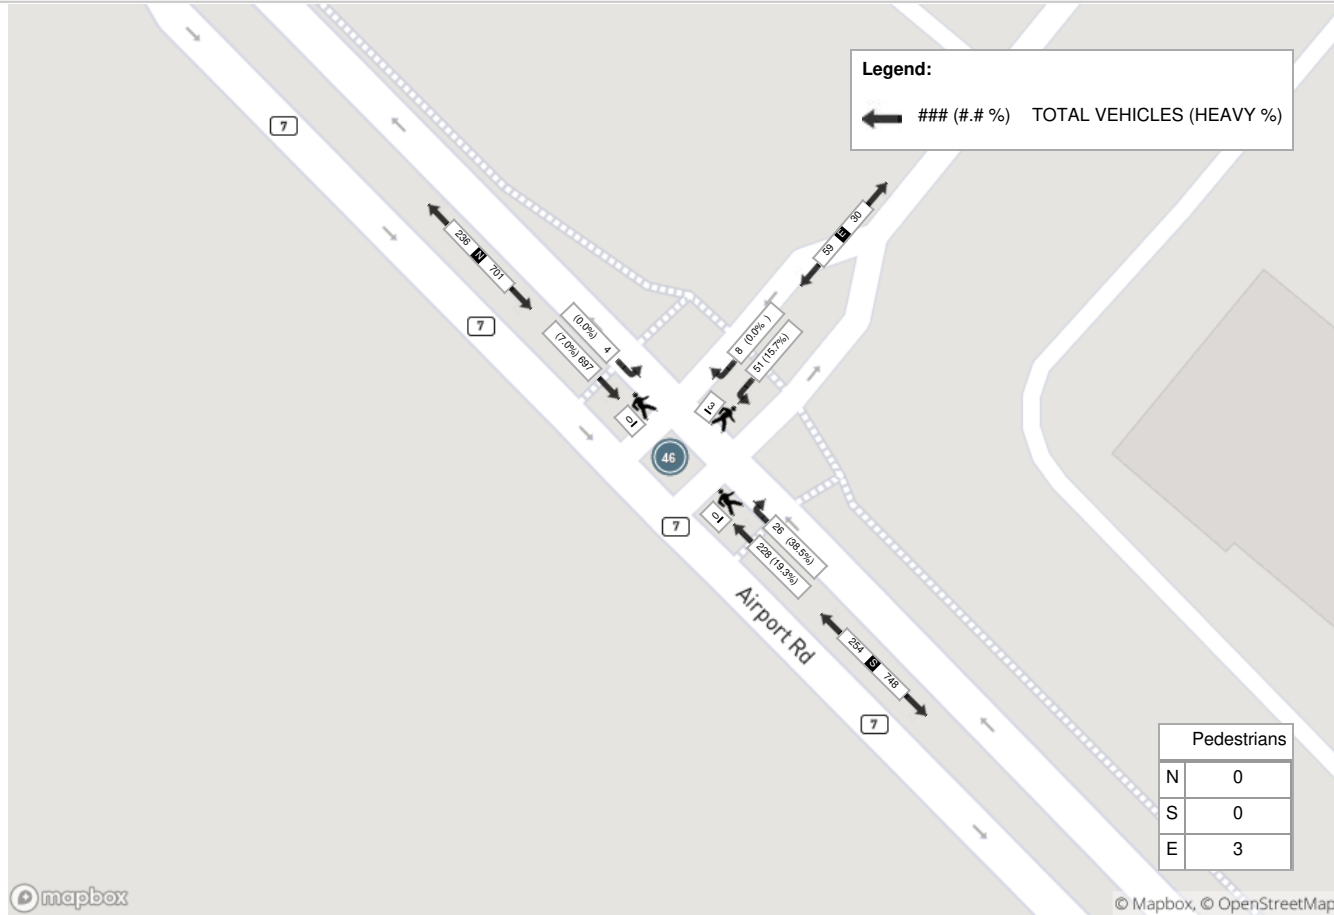 Legend:
### (#.# %) TOTAL VEHICLES (HEAVY %)
7
30
E
59
236
N
701
7
(0.0%) 4
(7.0%) 697
8 (0.0% )
51 (15.7%)
0
3
46
0
7
26 (38.5%)
228 (19.3%)
Airport Rd
254
S
748
7
Pedestrians
N 0
S 0
E 3
mapbox
© Mapbox, © OpenStreetMap